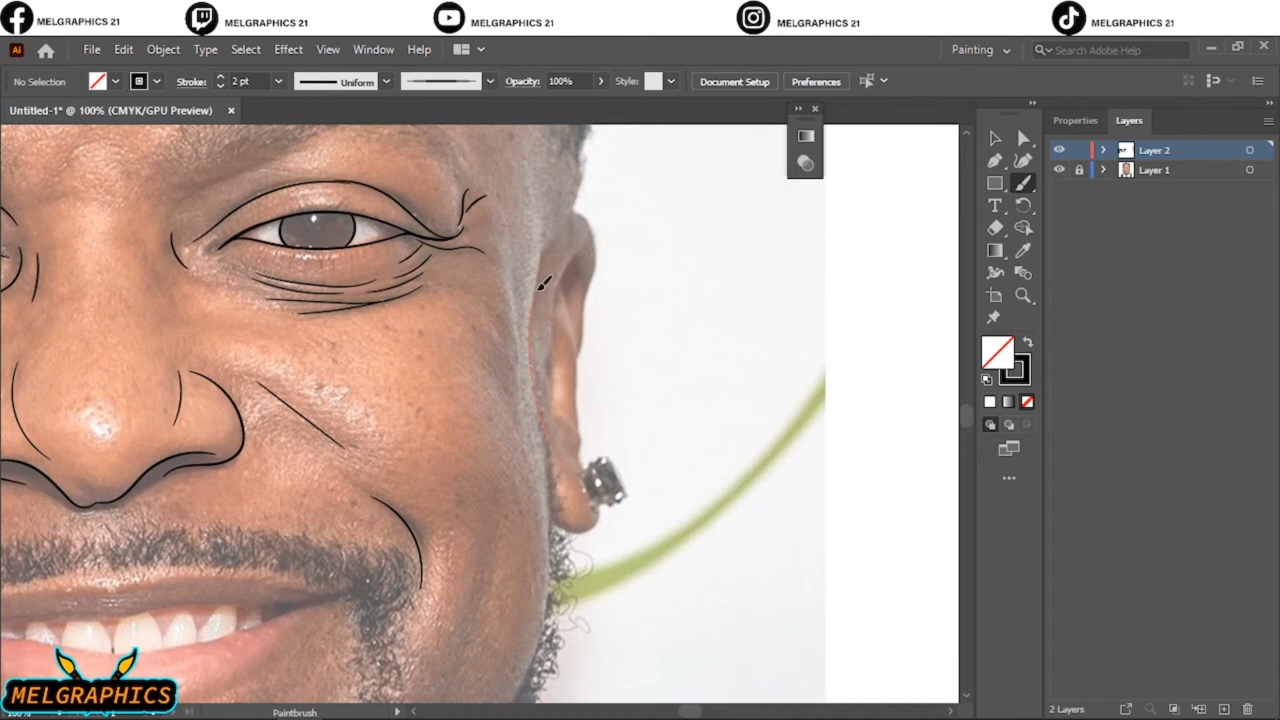 MELGRAPHICS 21
MELGRAPHICS 21
MELGRAPHICS 21
MELGRAPHICS 21
MELGRAPHICS 21
Ai File Edit Object Type Select Effect View Window Help Painting Search Adobe Help
No Selection Stroke: 2 pt Uniform Opacity: 100% Style: Document Setup Preferences
Untitled-1* @ 100% (CMYK/GPU Preview)
Properties Layers
Layer 2
Layer 1
MELGRAPHICS
Paintbrush
2 Layers